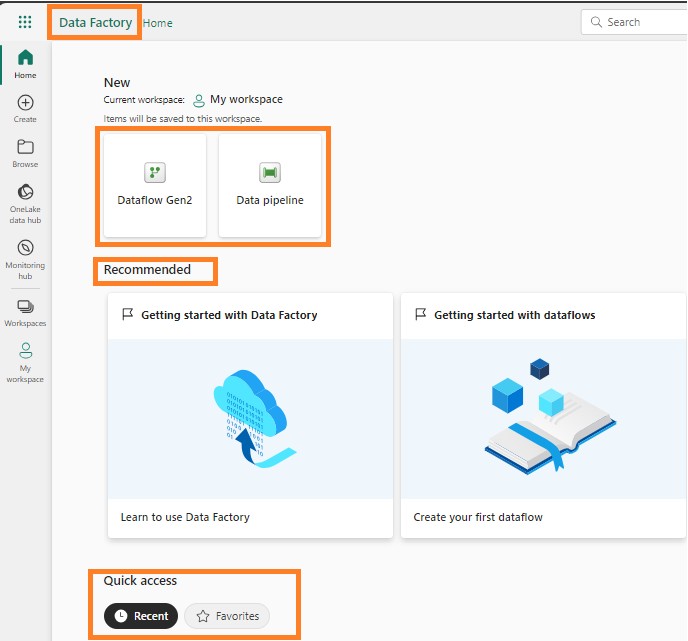 Data Factory Home
Search
Home
Create
Browse
OneLake
data hub
Monitoring
hub
Workspaces
My
workspace
New
Current workspace: My workspace
Items will be saved to this workspace.
Dataflow Gen2
Data pipeline
Recommended
Getting started with Data Factory
Learn to use Data Factory
Getting started with dataflows
Create your first dataflow
Quick access
Recent
Favorites